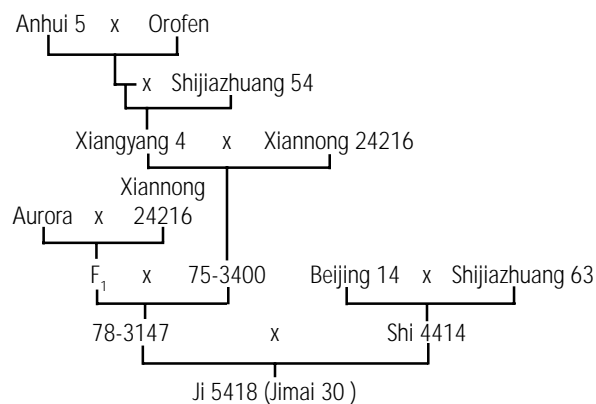 Anhui 5 x Orofen
x Shijiazhuang 54
Xiangyang 4 x Xiannong 24216
Xiannong
Aurora x 24216
F1 x 75-3400 Beijing 14 x Shijiazhuang 63
78-3147 x Shi 4414
Ji 5418 (Jimai 30 )